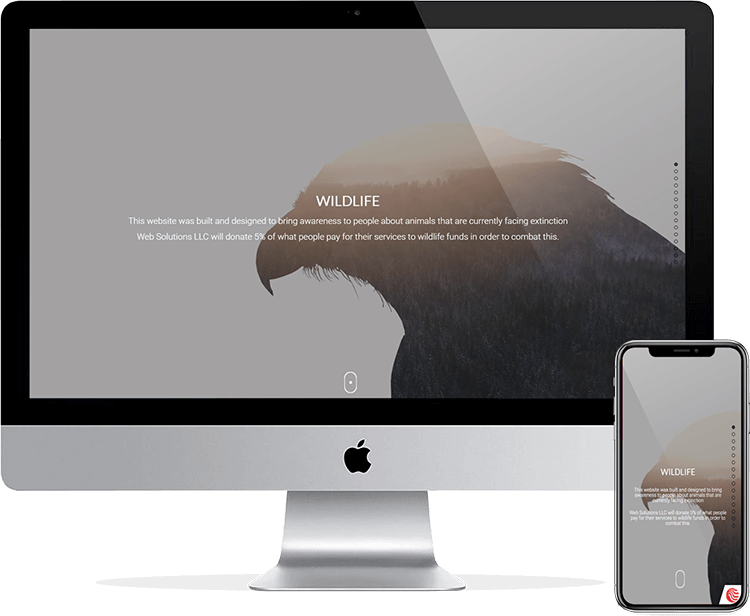 WILDLIFE
This website was built and designed to bring awareness to people about animals that are currently facing extinction
Web Solutions LLC will donate 5% of what people pay for their services to wildlife funds in order to combat this.
WILDLIFE
This website was built and designed to bring
awareness to people about animals that are
currently facing extinction
Web Solutions LLC will donate 5% of what people
pay for their services to wildlife funds in order to
combat this.